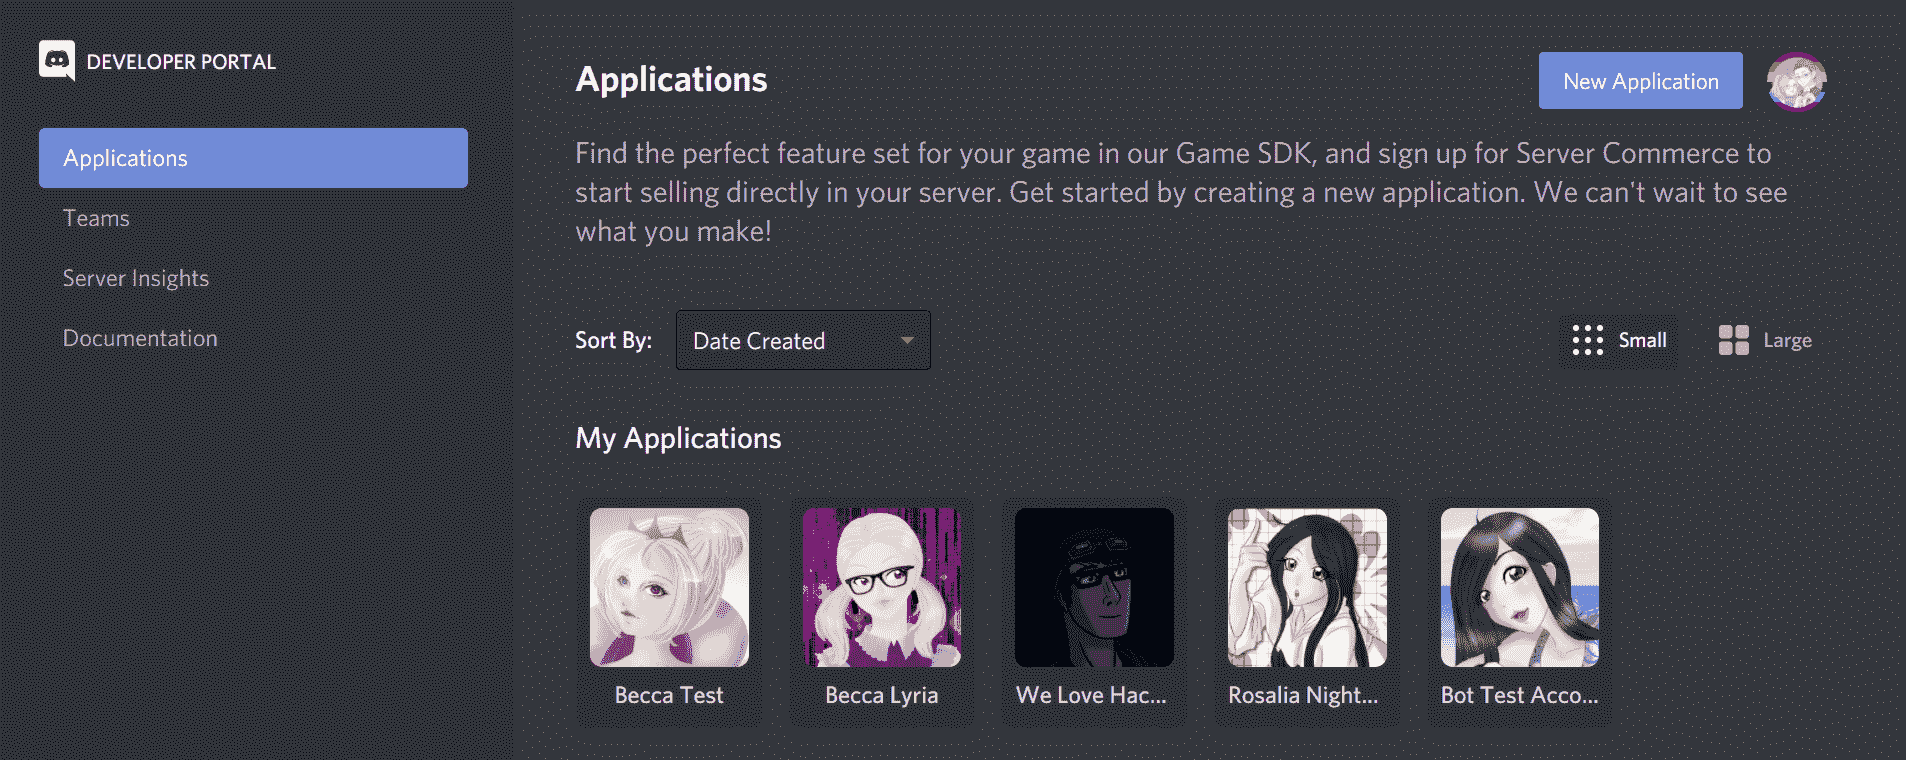 DEVELOPER PORTAL
Applications
Teams
Server Insights
Documentation
Applications
New Application
Find the perfect feature set for your game in our Game SDK, and sign up for Server Commerce to
start selling directly in your server. Get started by creating a new application. We can't wait to see
what you make!
Sort By:
Date Created
Small
Large
My Applications
Becca Test
Becca Lyria
We Love Hac...
Rosalia Night...
Bot Test Acco...